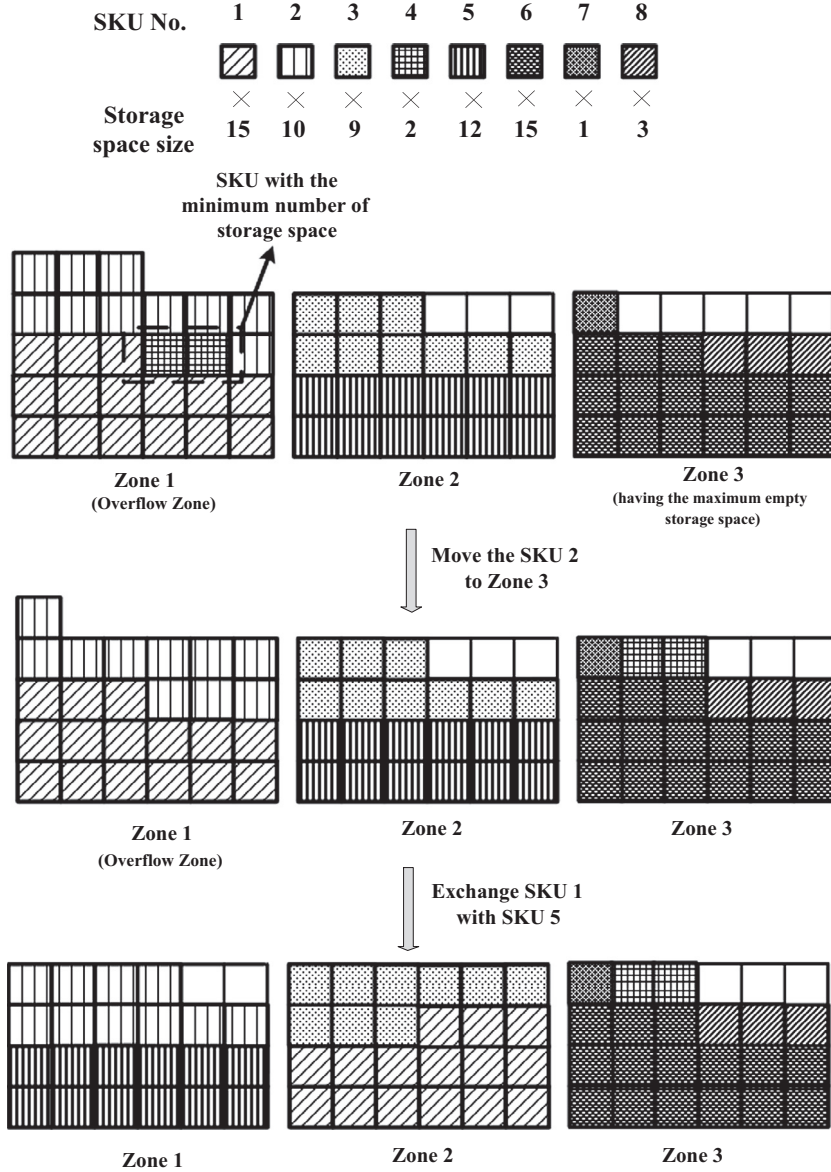 SKU No. 1 2 3 4 5 6 7 8
× × × × × × × ×
Storage
space size
15 10 9 2 12 15 1 3
SKU with the
minimum number of
storage space
Zone 1
(Overflow Zone)
Zone 2
Zone 3
(having the maximum empty
storage space)
Move the SKU 2
to Zone 3
Zone 1
(Overflow Zone)
Zone 2
Zone 3
Exchange SKU 1
with SKU 5
Zone 1
Zone 2
Zone 3